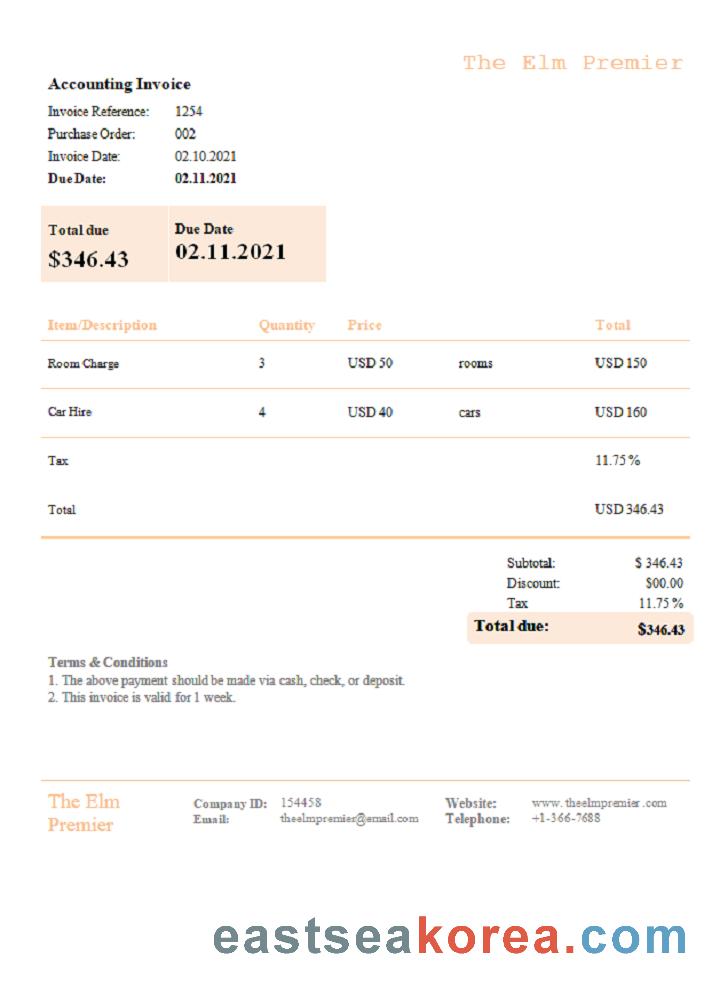 The Elm Premier
Accounting Invoice
Invoice Reference: 1254
Purchase Order: 002
Invoice Date: 02.10.2021
Due Date: 02.11.2021
Total due Due Date
$346.43 02.11.2021
Item/Description Quantity Price Total
Room Charge 3 USD 50 rooms USD 150
Car Hire 4 USD 40 cars USD 160
Tax 11.75%
Total USD 346.43
Subtotal: $ 346.43
Discount: $00.00
Tax 11.75%
Total due: $346.43
Terms & Conditions
1. The above payment should be made via cash, check, or deposit.
2. This invoice is valid for 1 week.
The Elm Premier
Company ID: 154458
Email: theelmpremier@email.com
Website: www.theelmpremier.com
Telephone: +1-366-7688
eastseakorea.com